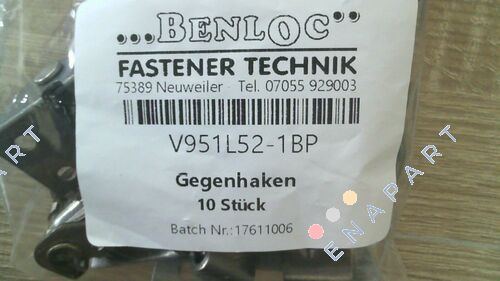 ...BENLOC...
FASTENER TECHNIK
75389 Neuweiler · Tel. 07055 929003
V951L52-1BP
Gegenhaken
10 Stück
Batch Nr.:17611006
ENAPART
ENAPART